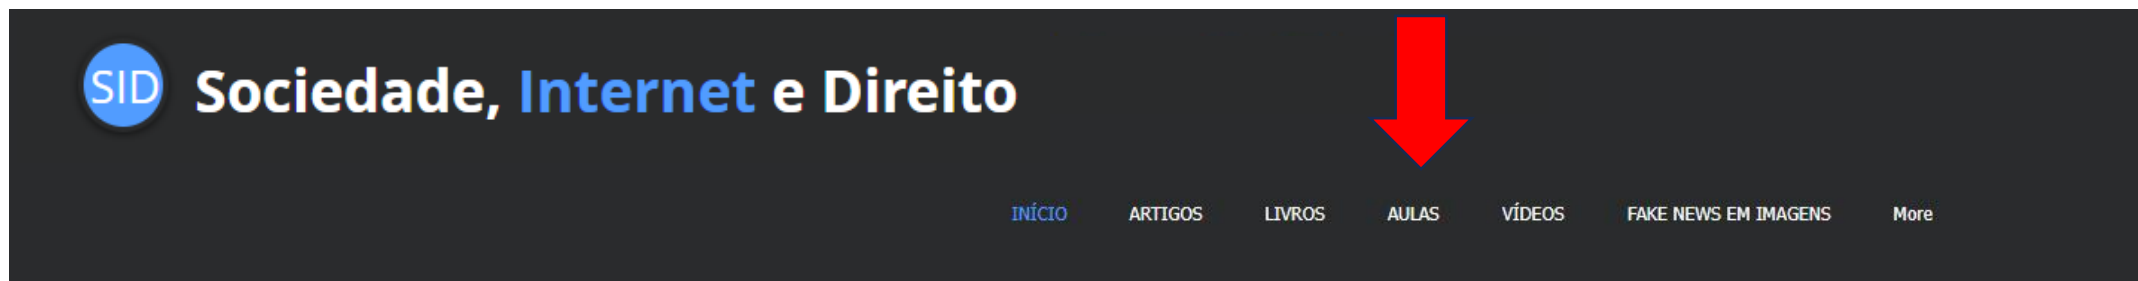 SID Sociedade, Internet e Direito
INÍCIO ARTIGOS LIVROS AULAS VÍDEOS FAKE NEWS EM IMAGENS More